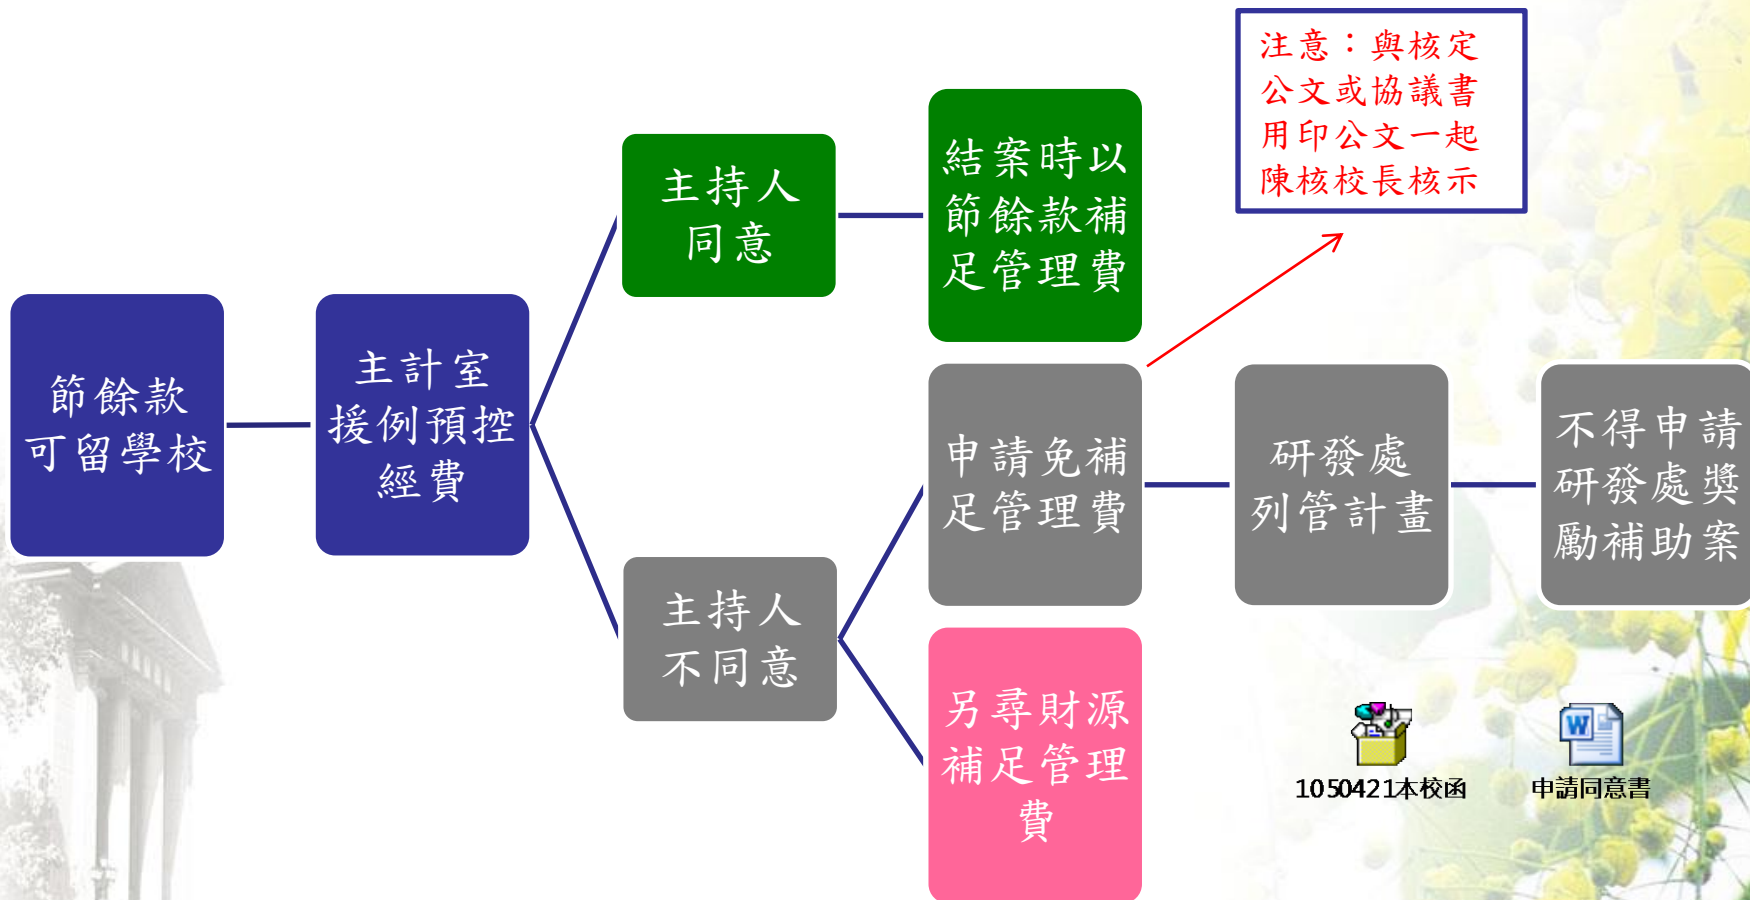 注意：與核定
公文或協議書
用印公文一起
陳核校長核示
節餘款
可留學校
主計室
援例預控
經費
主持人
同意
結案時以
節餘款補
足管理費
主持人
不同意
申請免補
足管理費
研發處
列管計畫
不得申請
研發處獎
勵補助案
另尋財源
補足管理
費
1050421本校函
申請同意書